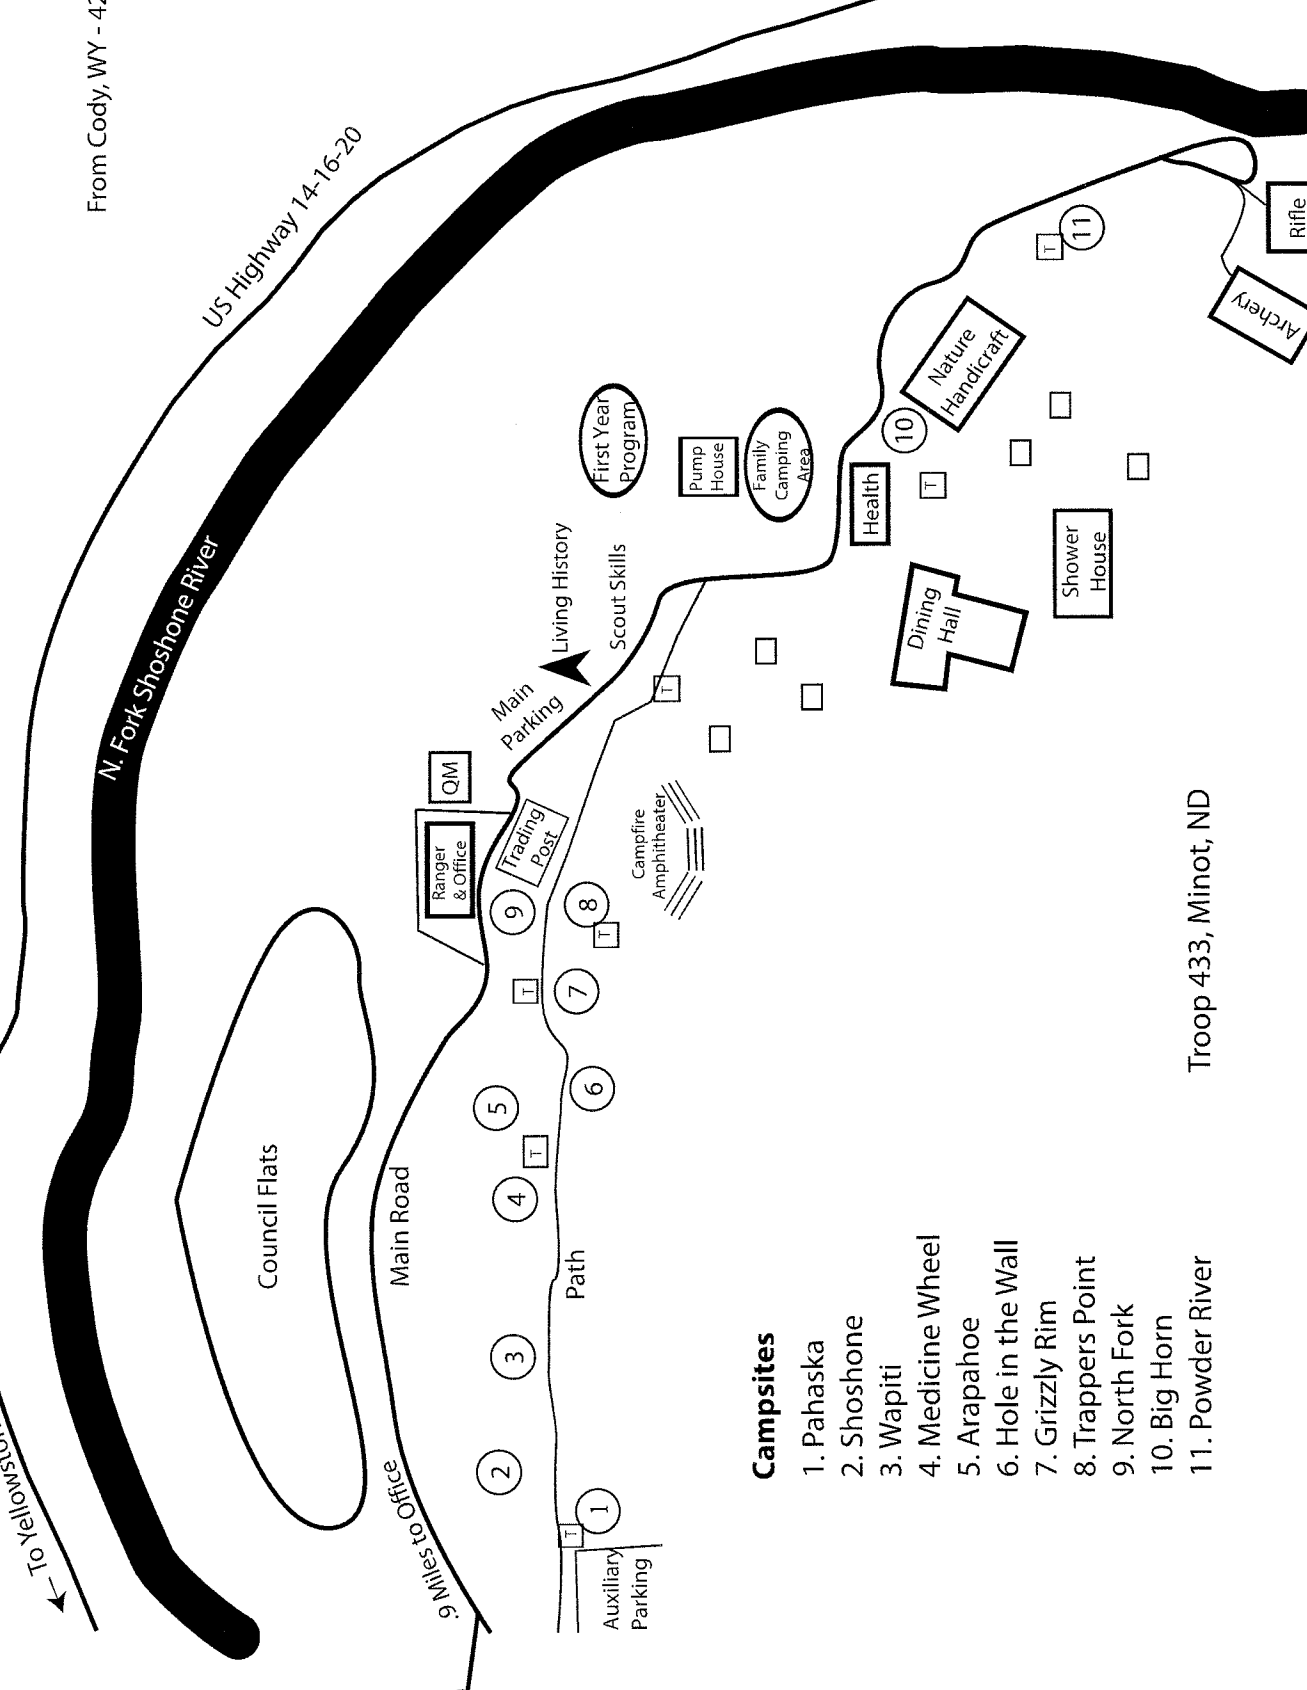 From Cody, WY - 42
US Highway 14-16-20
N. Fork Shoshone River
← To Yellowston
Council Flats
Main Road
.9 Miles to Office
Path
Auxiliary
Parking
T
1
2
3
4
T
5
6
7
T
8
T
9
Ranger
& Office
QM
Trading
Post
Main
Parking
Campfire
Amphitheater
Living History
Scout Skills
T
First Year
Program
Pump
House
Family
Camping
Area
Health
10
T
Nature
Handicraft
Dining
Hall
Shower
House
T
11
Archery
Rifle
Campsites
1. Pahaska
2. Shoshone
3. Wapiti
4. Medicine Wheel
5. Arapahoe
6. Hole in the Wall
7. Grizzly Rim
8. Trappers Point
9. North Fork
10. Big Horn
11. Powder River
Troop 433, Minot, ND